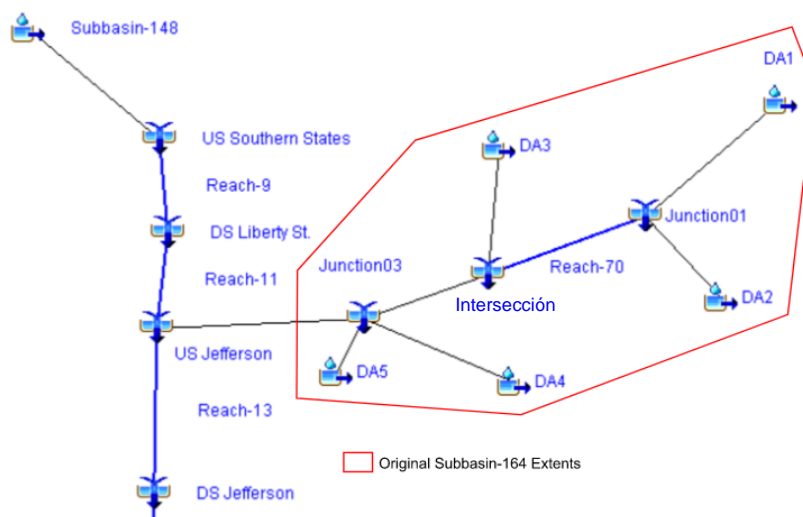 Subbasin-148
DA1
US Southern States
DA3
Reach-9
Junction01
DS Liberty St.
Junction03
Reach-70
Reach-11
DA2
Intersección
US Jefferson
DA5
DA4
Reach-13
Original Subbasin-164 Extents
DS Jefferson